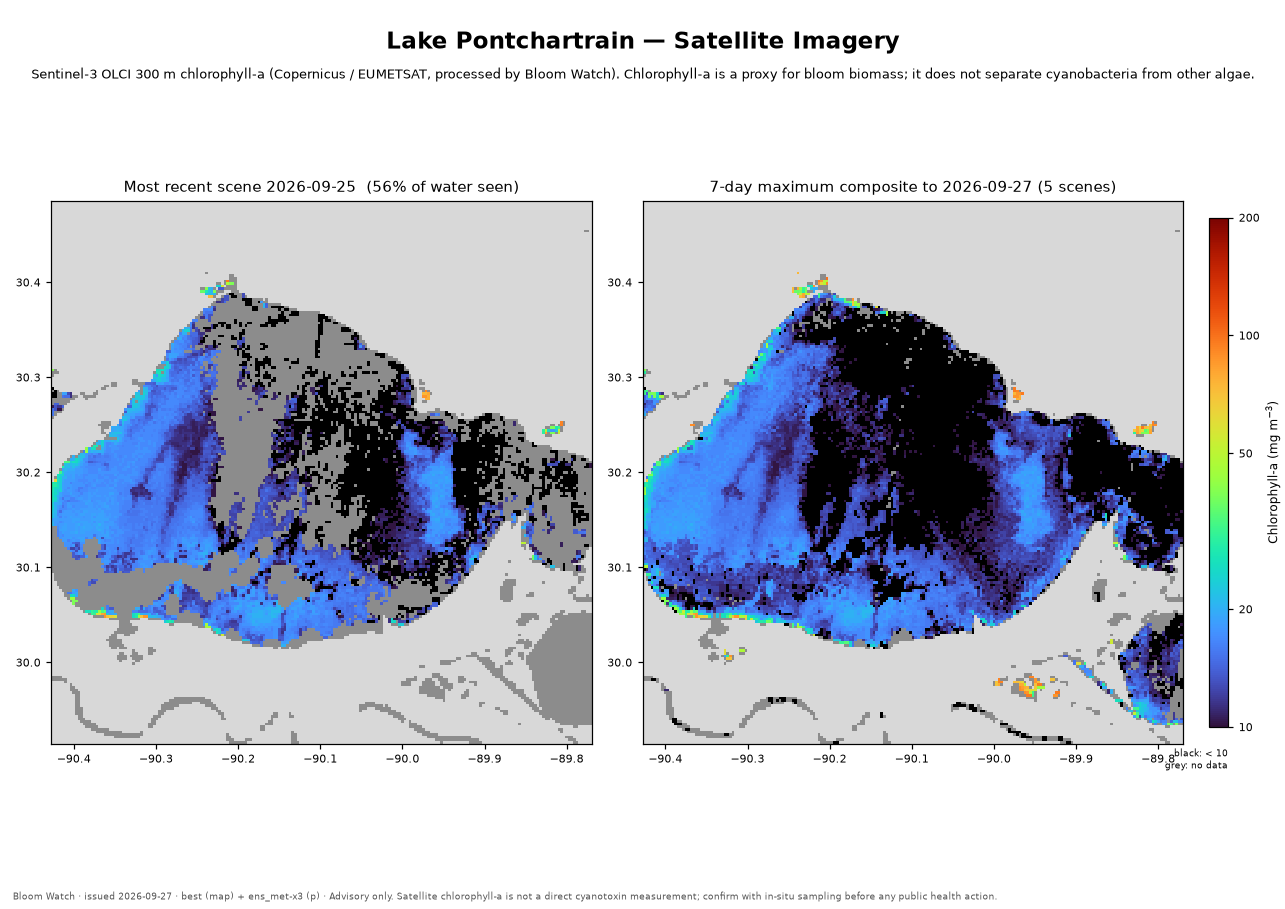 Lake Pontchartrain — Satellite Imagery
Sentinel-3 OLCI 300 m chlorophyll-a (Copernicus / EUMETSAT, processed by Bloom Watch). Chlorophyll-a is a proxy for bloom biomass; it does not separate cyanobacteria from other algae.
Most recent scene 2026-09-25 (56% of water seen)
30.4
30.3
30.2
30.1
30.0
−90.4 −90.3 −90.2 −90.1 −90.0 −89.9 −89.8
7-day maximum composite to 2026-09-27 (5 scenes)
30.4
30.3
30.2
30.1
30.0
−90.4 −90.3 −90.2 −90.1 −90.0 −89.9 −89.8
200
100
50
20
10
Chlorophyll-a (mg m⁻³)
black: < 10
grey: no data
Bloom Watch · issued 2026-09-27 · best (map) + ens_met-x3 (p) · Advisory only. Satellite chlorophyll-a is not a direct cyanotoxin measurement; confirm with in-situ sampling before any public health action.